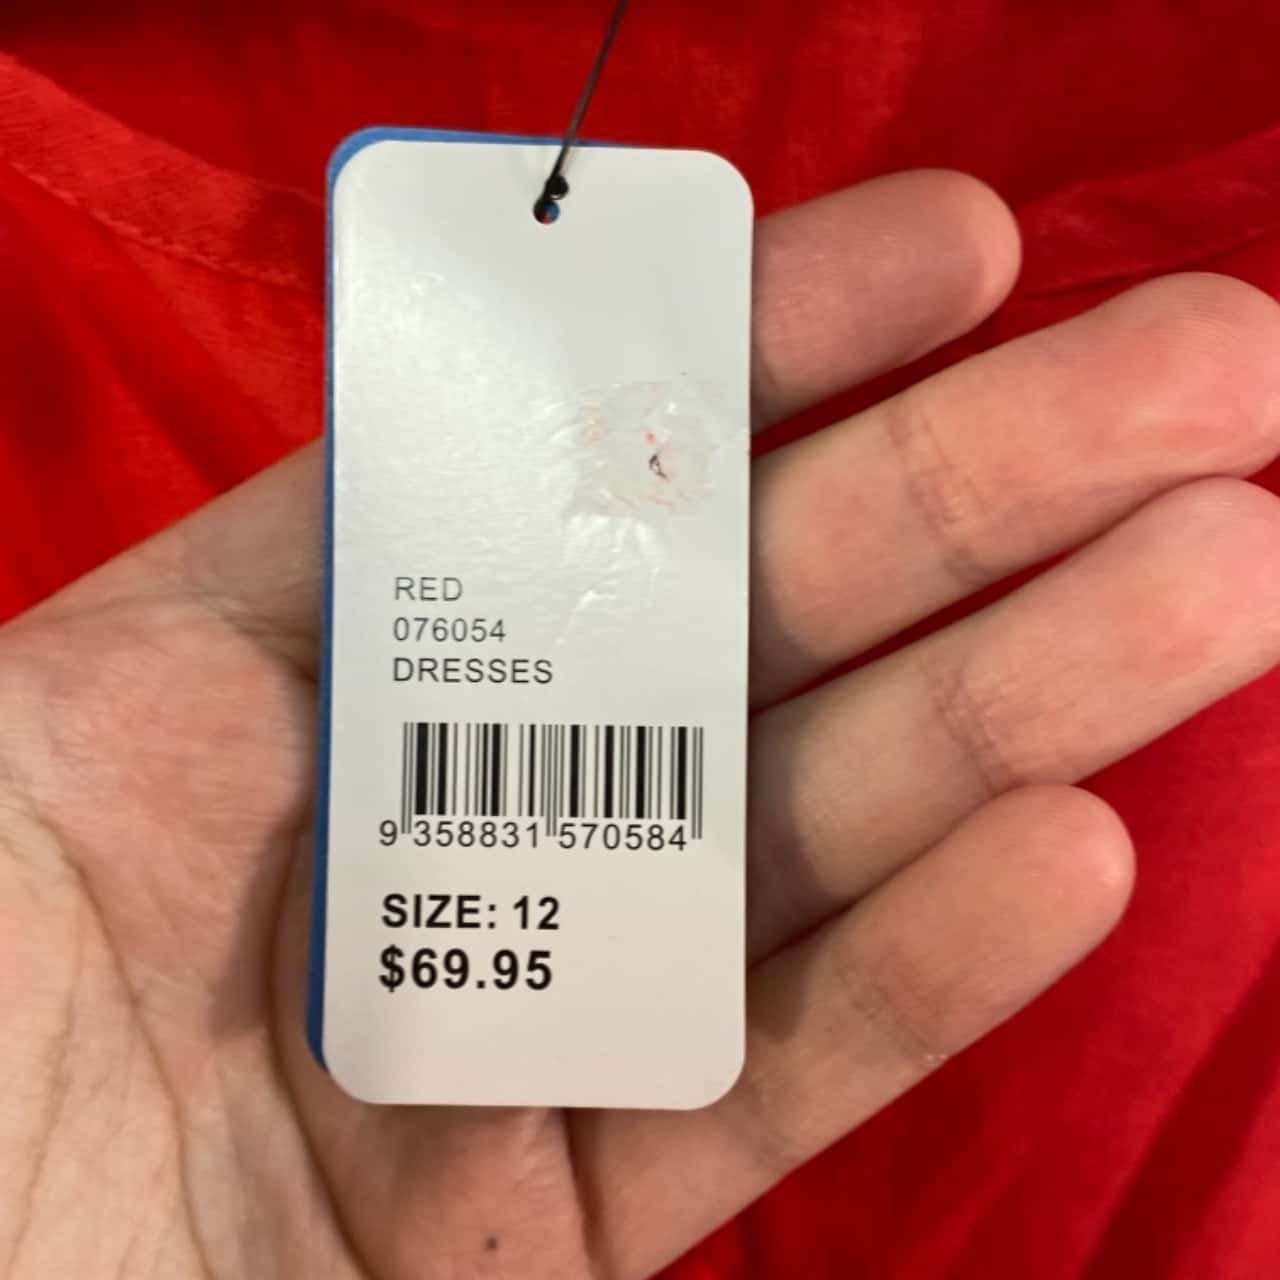 RED
076054
DRESSES
9 358831 570584
SIZE: 12
$69.95